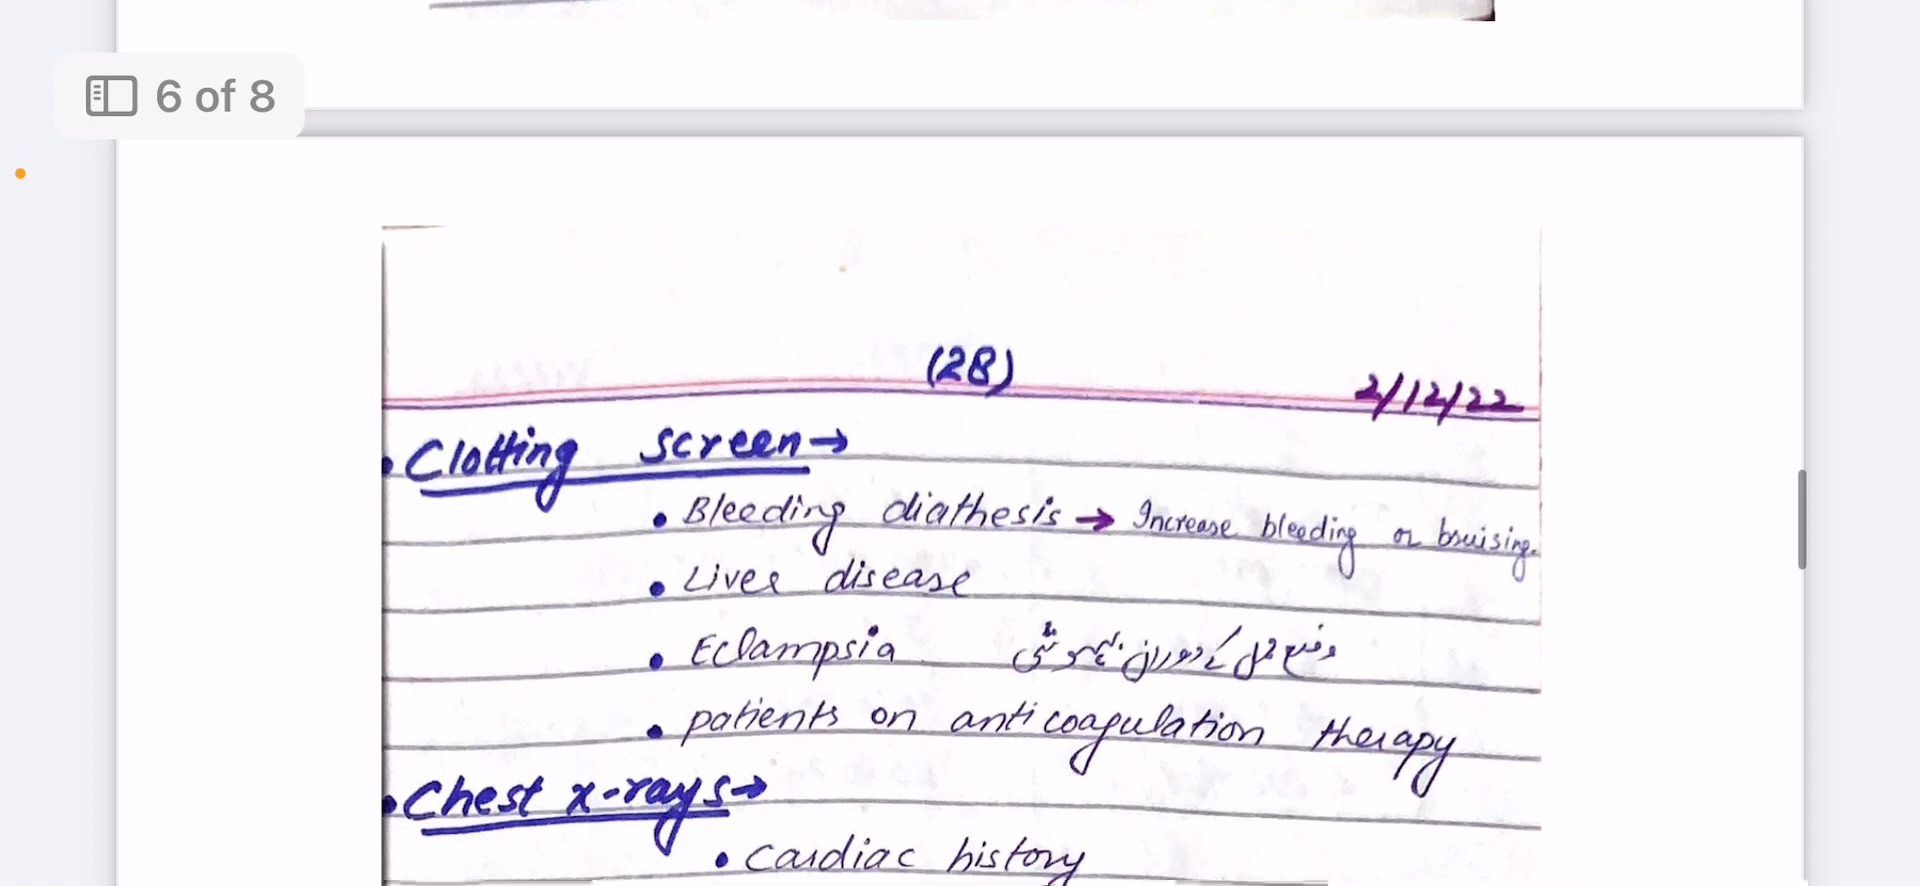 6 of 8
(28)
2/12/22
• Clotting screen →
• Bleeding diathesis → Increase bleeding or bruising.
• Liver disease
• Eclampsia وضع حمل کے دوران
• patients on anticoagulation therapy
• Chest x-rays →
• Cardiac history